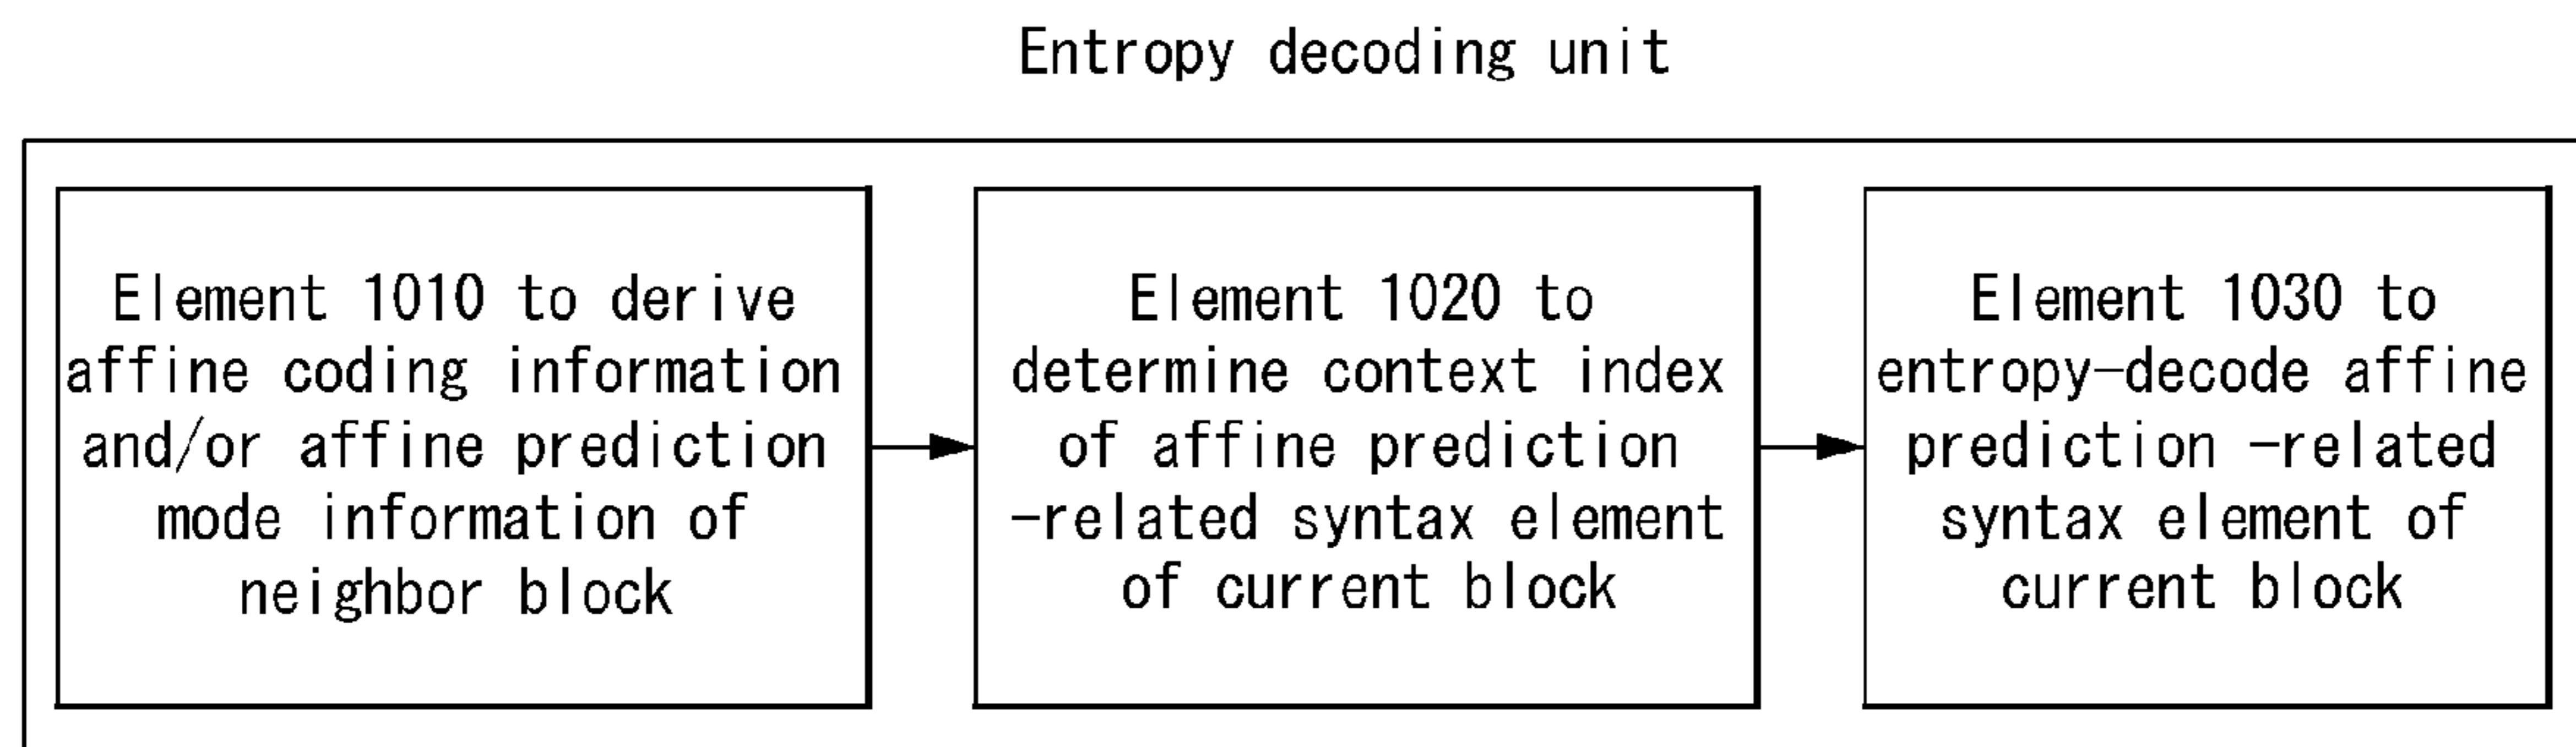 Entropy decoding unit
Element 1010 to derive
affine coding information
and/or affine prediction
mode information of
neighbor block
Element 1020 to
determine context index
of affine prediction
-related syntax element
of current block
Element 1030 to
entropy-decode affine
prediction -related
syntax element of
current block